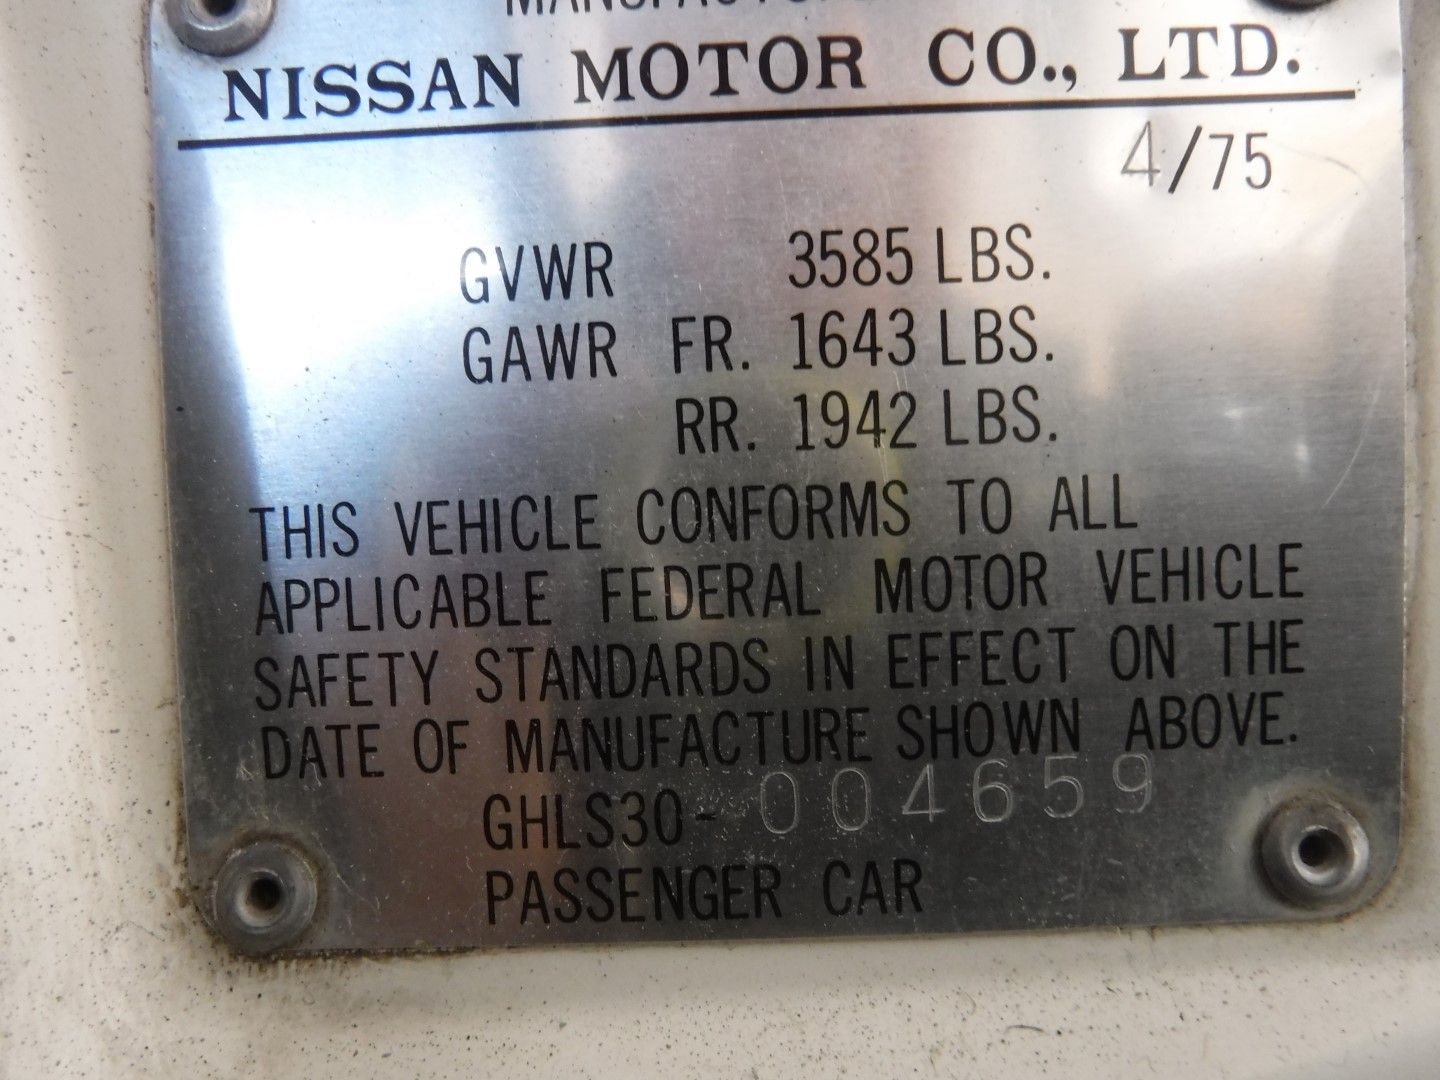 NISSAN MOTOR CO., LTD.
4/75
GVWR 3585 LBS.
GAWR FR. 1643 LBS.
RR. 1942 LBS.
THIS VEHICLE CONFORMS TO ALL
APPLICABLE FEDERAL MOTOR VEHICLE
SAFETY STANDARDS IN EFFECT ON THE
DATE OF MANUFACTURE SHOWN ABOVE.
GHLS30-004659
PASSENGER CAR